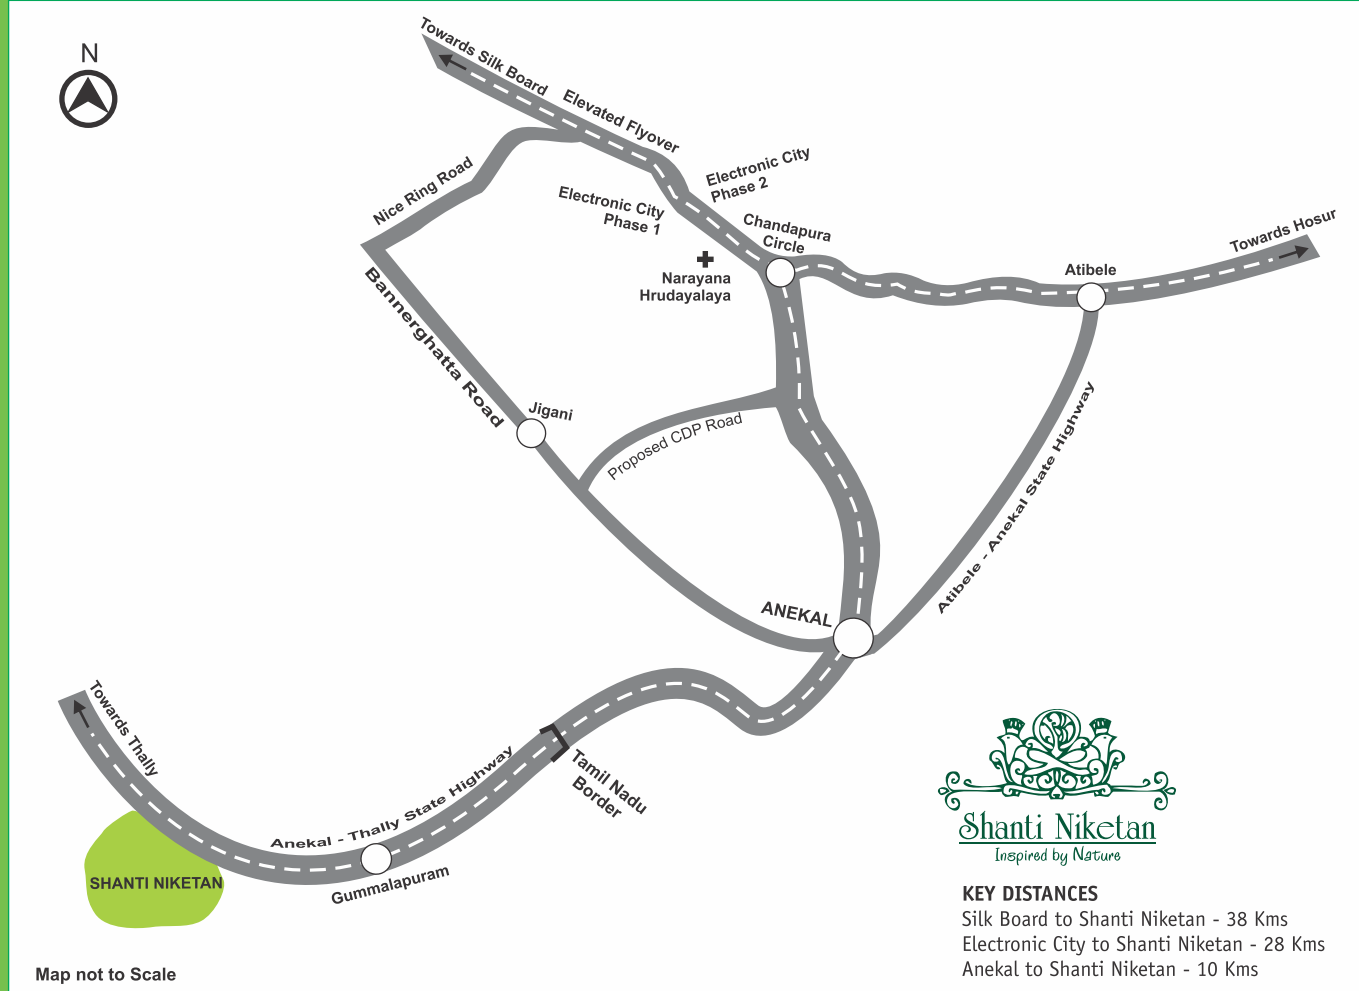 N
Towards Silk Board
Elevated Flyover
Nice Ring Road
Electronic City
Phase 2
Electronic City
Phase 1
Chandapura
Circle
Towards Hosur
Narayana
Hrudayalaya
Atibele
Bannerghatta Road
Jigani
Proposed CDP Road
Atibele - Anekal State Highway
ANEKAL
Towards Thally
Anekal - Thally State Highway
Tamil Nadu
Border
Gummalapuram
SHANTI NIKETAN
Shanti Niketan
Inspired by Nature
KEY DISTANCES
Silk Board to Shanti Niketan - 38 Kms
Electronic City to Shanti Niketan - 28 Kms
Anekal to Shanti Niketan - 10 Kms
Map not to Scale